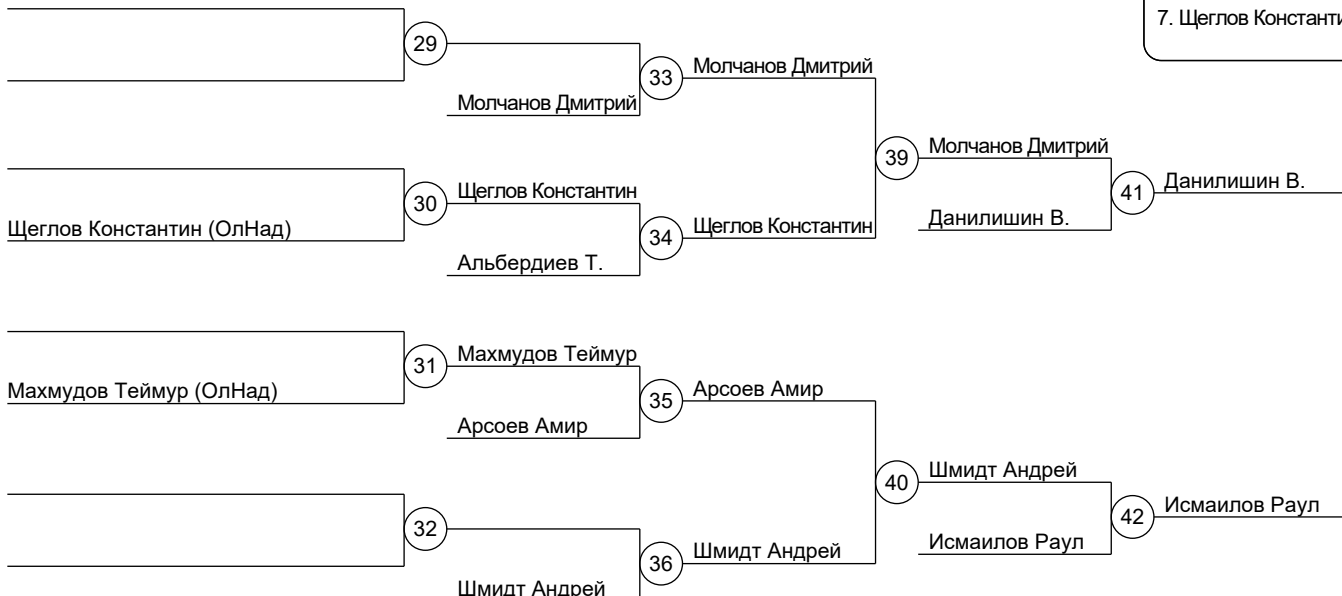 7. Щеглов Константи
29
Молчанов Дмитрий
33
Молчанов Дмитрий
39
Молчанов Дмитрий
41
Данилишин В.
Данилишин В.
Щеглов Константин (ОлНад)
30
Щеглов Константин
34
Щеглов Константин
Альбердиев Т.
Махмудов Теймур (ОлНад)
31
Махмудов Теймур
35
Арсоев Амир
Арсоев Амир
40
Шмидт Андрей
42
Исмаилов Раул
Исмаилов Раул
32
36
Шмидт Андрей
Шмидт Андрей